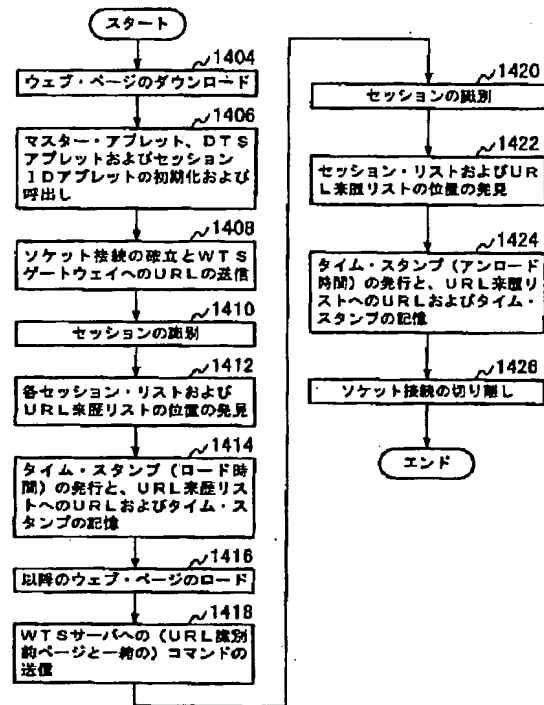 スタート
1404
ウェブ・ページのダウンロード
1406
マスター・アプレット、DTS
アプレットおよびセッション
IDアプレットの初期化および
呼出し
1408
ソケット接続の確立とWTS
ゲートウェイへのURLの送信
1410
セッションの識別
1412
各セッション・リストおよび
URL来歴リストの位置の発見
1414
タイム・スタンプ(ロード時
間)の発行と、URL来歴リス
トへのURLおよびタイム・ス
タンプの記憶
1416
以降のウェブ・ページのロード
1418
WTSサーバへの(URL識別
前ページと一緒の)コマンドの
送信
1420
セッションの識別
1422
セッション・リストおよびUR
L来歴リストの位置の発見
1424
タイム・スタンプ(アンロード
時間)の発行と、URL来歴リ
ストへのURLおよびタイム・
スタンプの記憶
1426
ソケット接続の切り離し
エンド